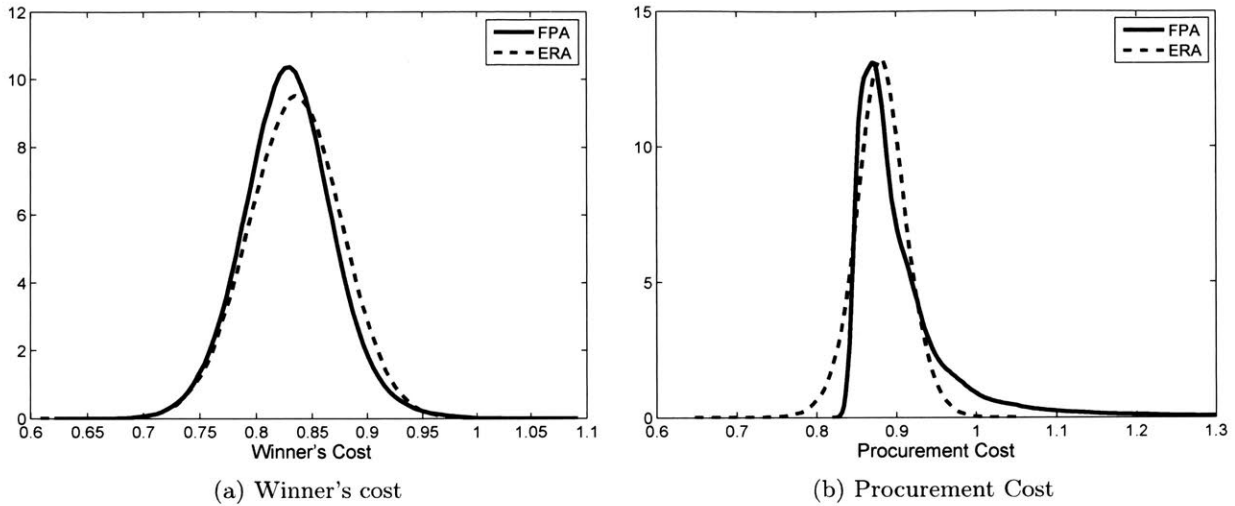 12
10
8
6
4
2
0
FPA
ERA
0.6 0.65 0.7 0.75 0.8 0.85 0.9 0.95 1 1.05 1.1
Winner's Cost
(a) Winner's cost
15
10
5
0
FPA
ERA
0.6 0.7 0.8 0.9 1 1.1 1.2 1.3
Procurement Cost
(b) Procurement Cost